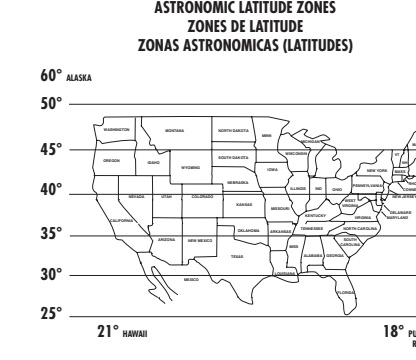 ASTRONOMIC LATITUDE ZONES
ZONES DE LATITUDE
ZONAS ASTRONOMICAS (LATITUDES)
60° ALASKA
50°
WASHINGTON MONTANA NORTH DAKOTA MINN MICHIGAN
45°
OREGON IDAHO WYOMING SOUTH DAKOTA WISCONSIN NEW YORK VT MASS
IOWA
NEBRASKA PENNSYLVANIA
40°
NEVADA UTAH COLORADO ILLINOIS IND OHIO NEW JERSEY
KANSAS MISSOURI WEST VIRGINIA DELAWARE
MARYLAND
CALIFORNIA KENTUCKY VIRGINIA
35°
ARIZONA NEW MEXICO OKLAHOMA ARKANSAS TENNESSEE NORTH CAROLINA
SOUTH CAROLINA
TEXAS MISS ALABAMA GEORGIA
30°
MEXICO LOUISIANA
FLORIDA
25°
21° HAWAII 18°